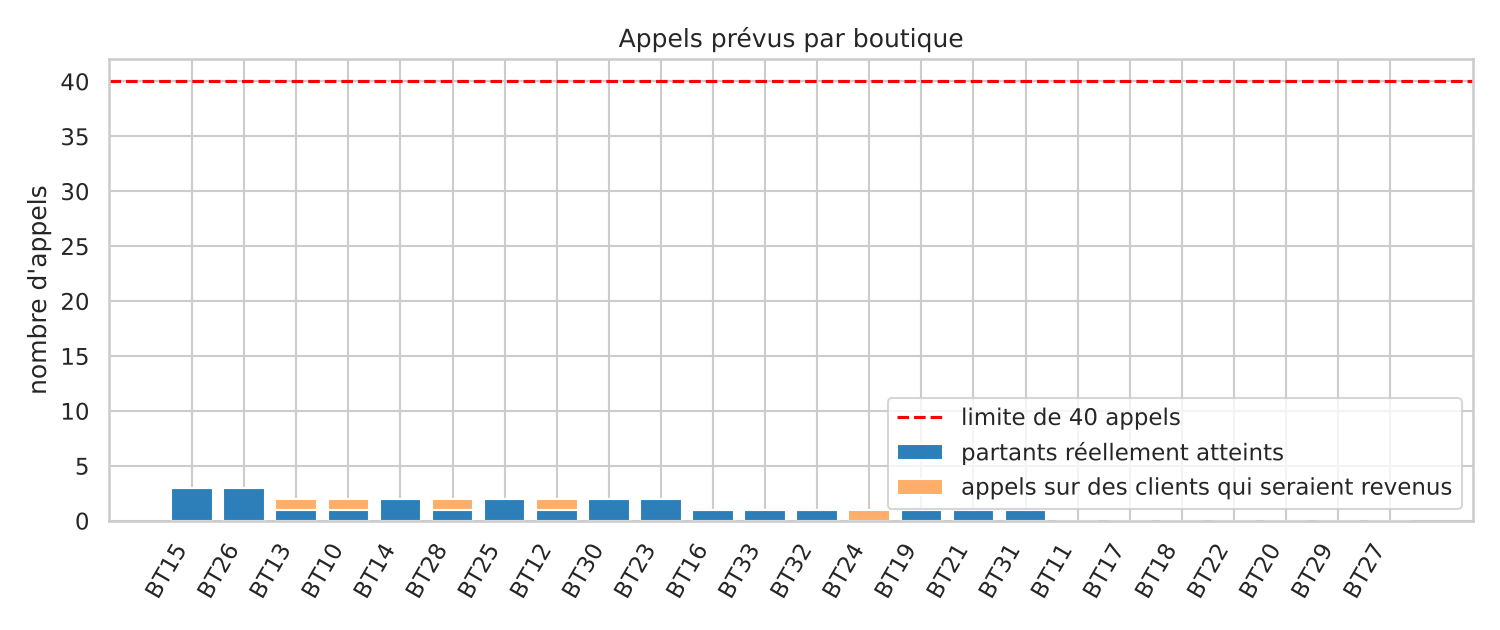 Appels prévus par boutique
nombre d'appels
40
35
30
25
20
15
10
5
0
limite de 40 appels
partants réellement atteints
appels sur des clients qui seraient revenus
BT15
BT26
BT13
BT10
BT14
BT28
BT25
BT12
BT30
BT23
BT16
BT33
BT32
BT24
BT19
BT21
BT31
BT11
BT17
BT18
BT22
BT20
BT29
BT27